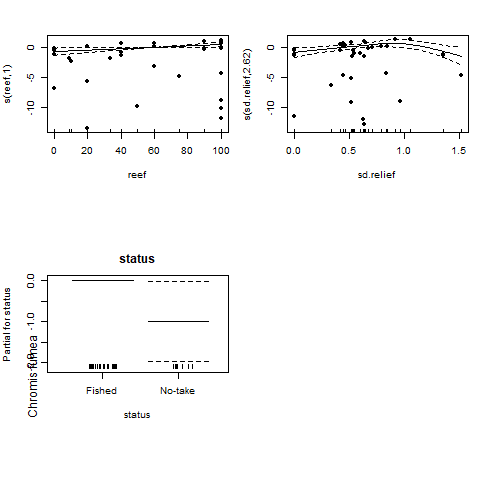 s(reef,1)
0
-5
-10
0
20
40
60
80
100
reef
s(sd.relief,2.62)
0
-5
-10
0.0
0.5
1.0
1.5
sd.relief
status
Partial for status
Chromis fumea
0.0
-1.0
Fished
No-take
status